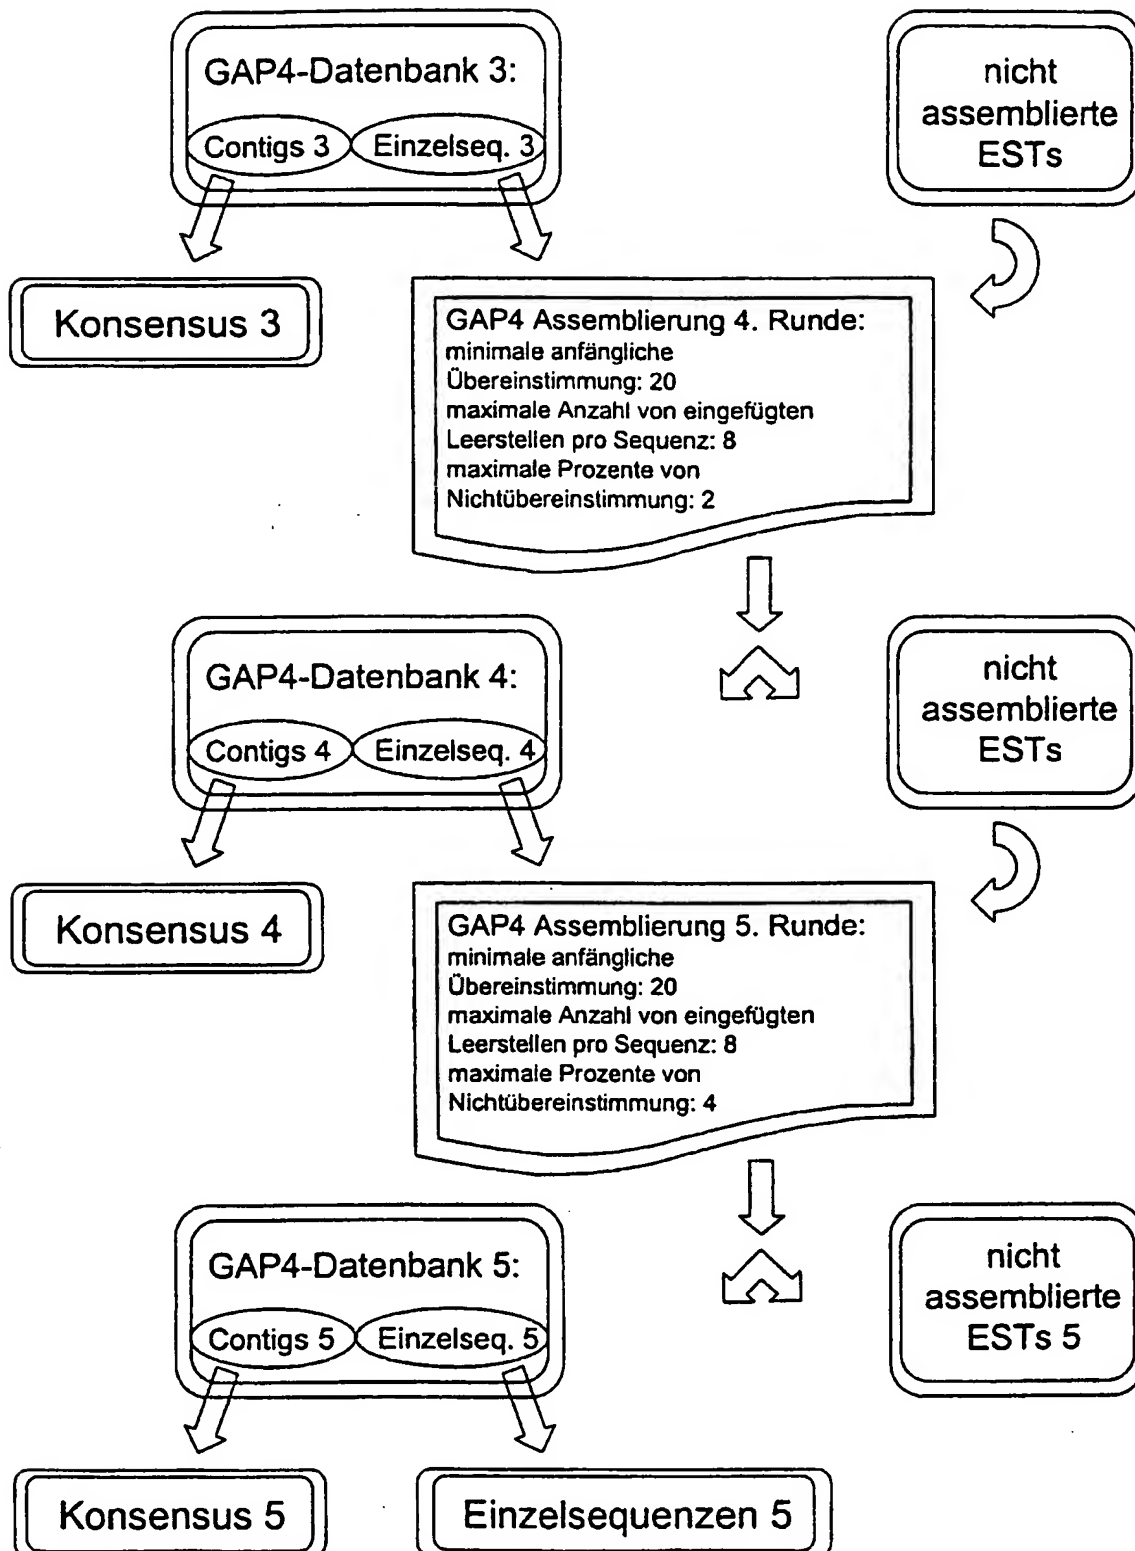 GAP4-Datenbank 3:
Contigs 3
Einzelseq. 3
nicht
assemblierte
ESTs
Konsensus 3
GAP4 Assemblierung 4. Runde:
minimale anfängliche
Übereinstimmung: 20
maximale Anzahl von eingefügten
Leerstellen pro Sequenz: 8
maximale Prozente von
Nichtübereinstimmung: 2
GAP4-Datenbank 4:
Contigs 4
Einzelseq. 4
nicht
assemblierte
ESTs
Konsensus 4
GAP4 Assemblierung 5. Runde:
minimale anfängliche
Übereinstimmung: 20
maximale Anzahl von eingefügten
Leerstellen pro Sequenz: 8
maximale Prozente von
Nichtübereinstimmung: 4
GAP4-Datenbank 5:
Contigs 5
Einzelseq. 5
nicht
assemblierte
ESTs 5
Konsensus 5
Einzelsequenzen 5